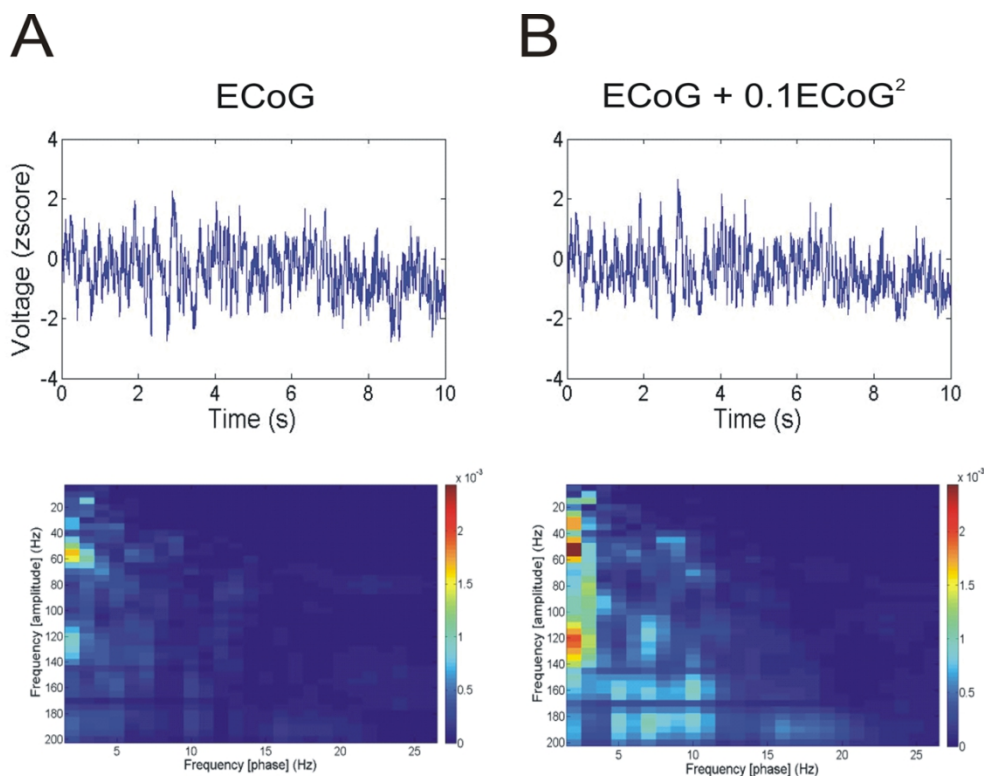 A
B
ECoG
ECoG + 0.1ECoG²
Voltage (zscore)
4
2
0
-2
-4
0 2 4 6 8 10
Time (s)
4
2
0
-2
-4
0 2 4 6 8 10
Time (s)
Frequency [amplitude] (Hz)
20
40
60
80
100
120
140
160
180
200
5 10 15 20 25
Frequency [phase] (Hz)
x 10⁻³
2
1.5
1
0.5
0
Frequency [amplitude] (Hz)
20
40
60
80
100
120
140
160
180
200
5 10 15 20 25
Frequency [phase] (Hz)
x 10⁻³
2
1.5
1
0.5
0